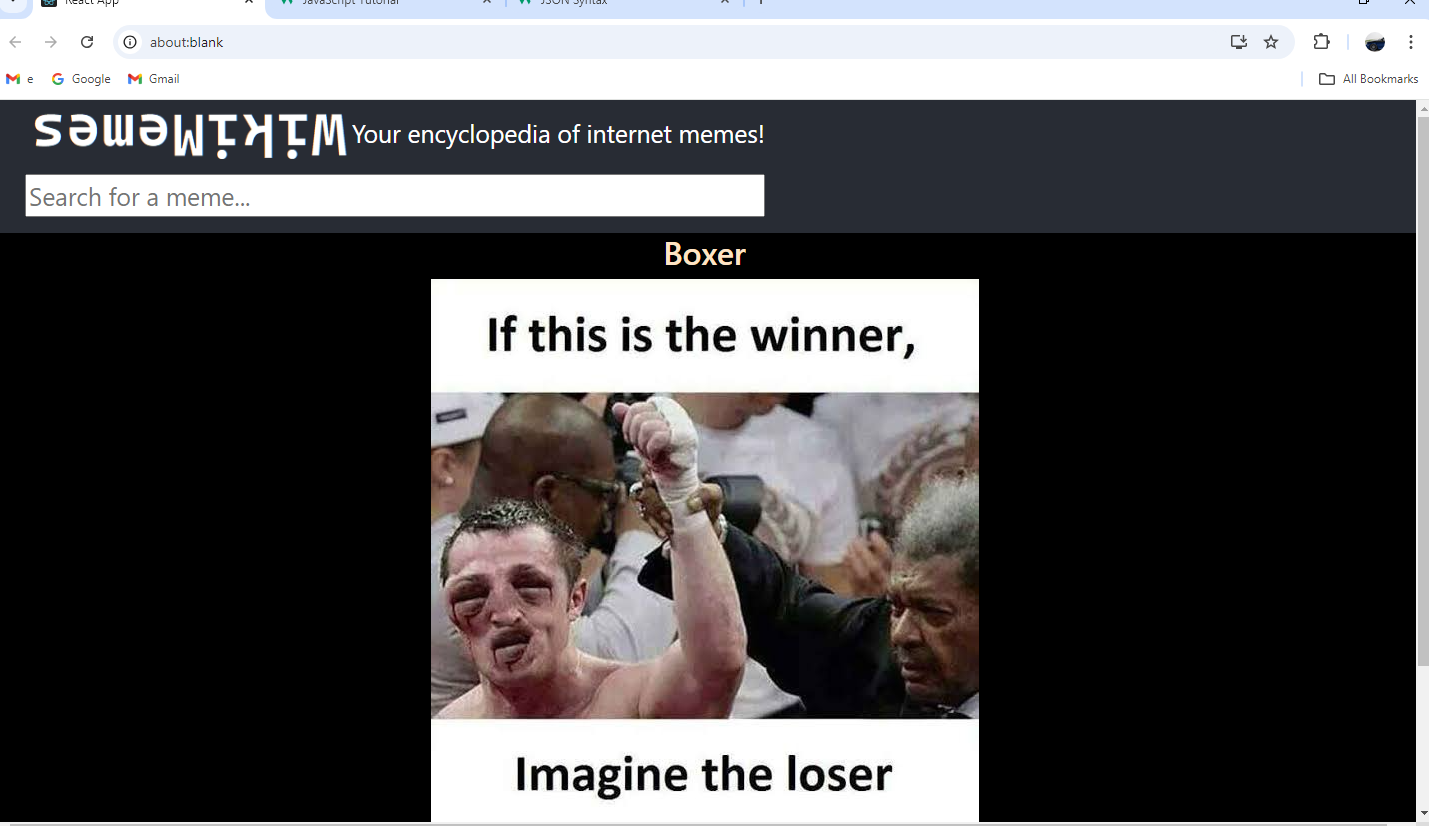 React App
JavaScript Tutorial
JSON Syntax
about:blank
e
Google
Gmail
All Bookmarks
WikiMemes
Your encyclopedia of internet memes!
Search for a meme...
Boxer
If this is the winner,
Imagine the loser